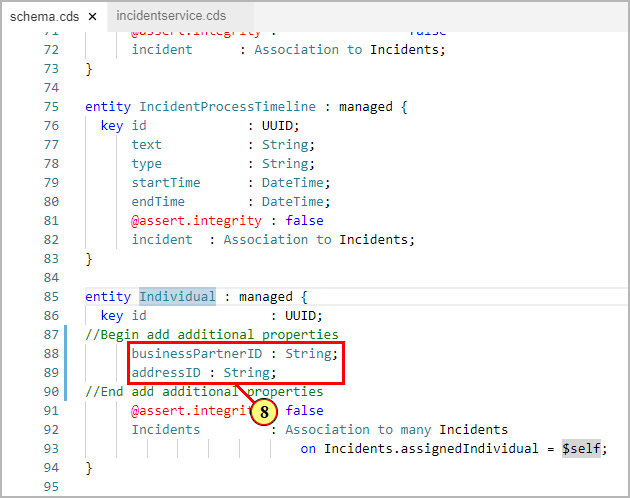 schema.cds × incidentservice.cds
71 @assert.integrity : false
72 incident : Association to Incidents;
73 }
74
75 entity IncidentProcessTimeline : managed {
76 key id : UUID;
77 text : String;
78 type : String;
79 startTime : DateTime;
80 endTime : DateTime;
81 @assert.integrity : false
82 incident : Association to Incidents;
83 }
84
85 entity Individual : managed {
86 key id : UUID;
87 //Begin add additional properties
88 businessPartnerID : String;
89 addressID : String;
90 //End add additional properties
91 @assert.integrity false
8
92 Incidents : Association to many Incidents
93 on Incidents.assignedIndividual = $self;
94 }
95